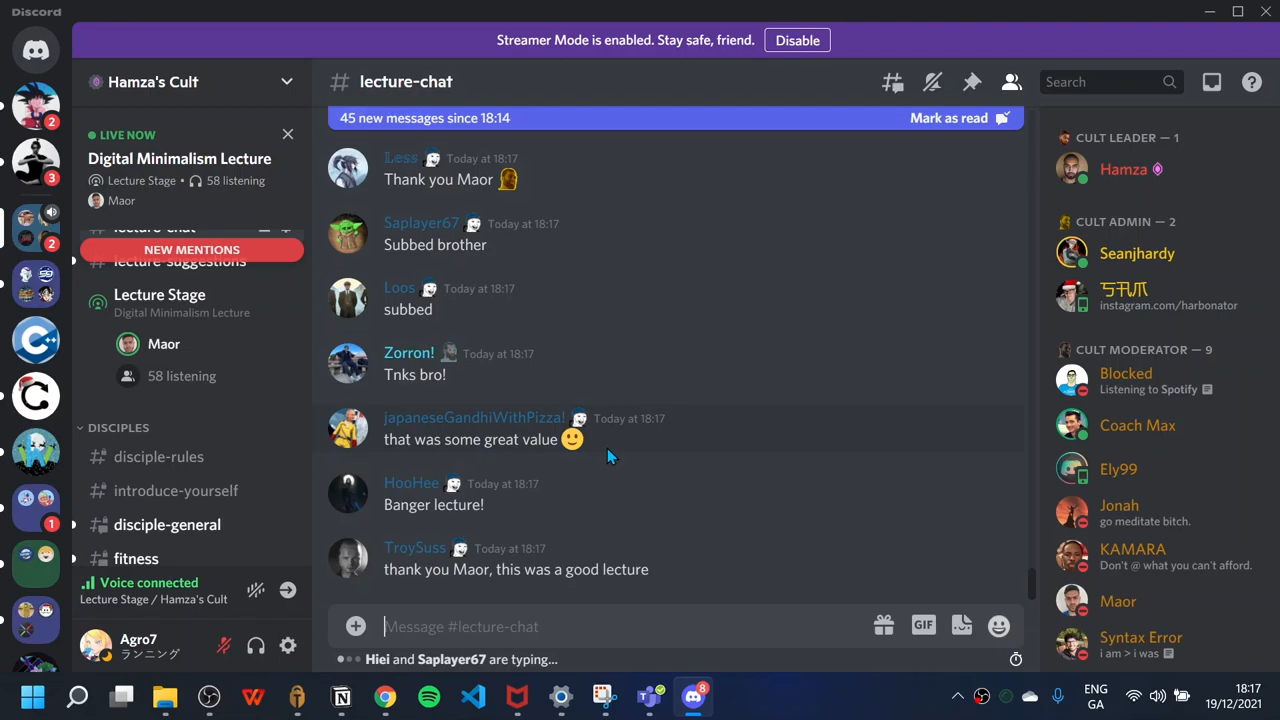 Discord
Streamer Mode is enabled. Stay safe, friend.
Disable
2
3
2
1
Hamza's Cult
LIVE NOW
Digital Minimalism Lecture
Lecture Stage • 58 listening
Maor
lecture-chat
NEW MENTIONS
lecture-suggestions
Lecture Stage
Digital Minimalism Lecture
Maor
58 listening
DISCIPLES
disciple-rules
introduce-yourself
disciple-general
fitness
Voice connected
Lecture Stage / Hamza's Cult
Agro7
ランニング
lecture-chat
Search
45 new messages since 18:14
Mark as read
Less Today at 18:17
Thank you Maor
Saplayer67 Today at 18:17
Subbed brother
Loos Today at 18:17
subbed
Zorron! Today at 18:17
Tnks bro!
japaneseGandhiWithPizza! Today at 18:17
that was some great value
HooHee Today at 18:17
Banger lecture!
TroySuss Today at 18:17
thank you Maor, this was a good lecture
Message #lecture-chat
GIF
Hiei and Saplayer67 are typing...
CULT LEADER — 1
Hamza
CULT ADMIN — 2
Seanjhardy
instagram.com/harbonator
CULT MODERATOR — 9
Blocked
Listening to Spotify
Coach Max
Ely99
Jonah
go meditate bitch.
KAMARA
Don't @ what you can't afford.
Maor
Syntax Error
i am > i was
8
ENG
GA
18:17
19/12/2021